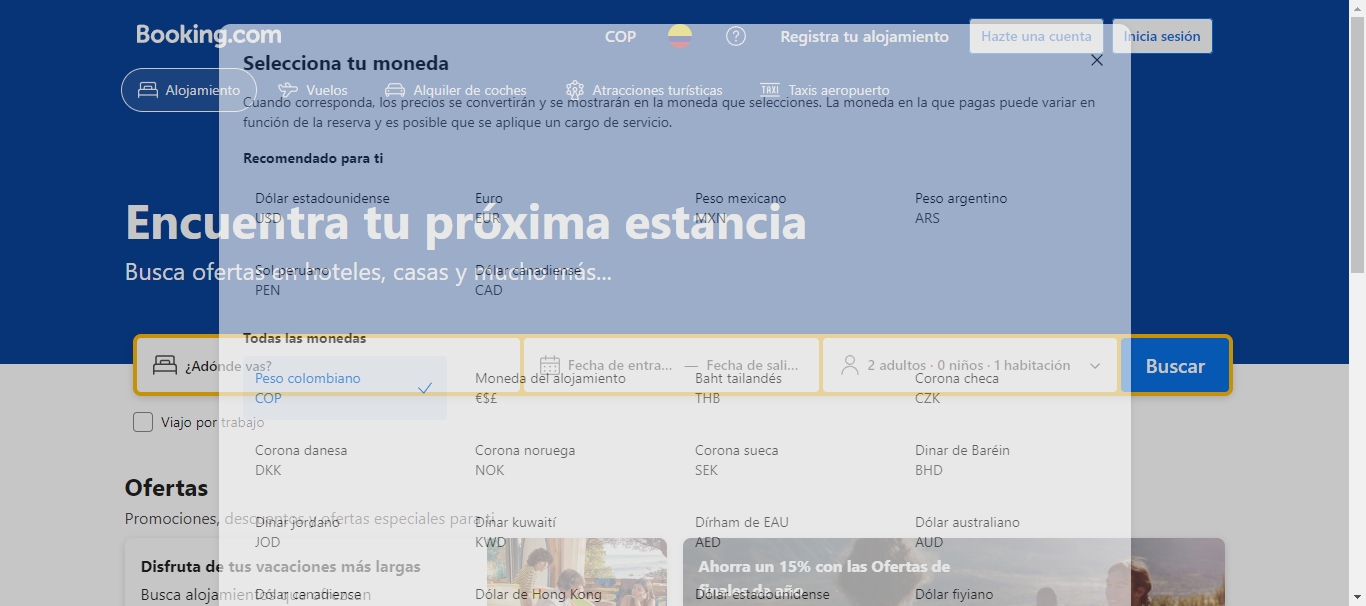 Booking.com
COP
Registra tu alojamiento
Hazte una cuenta
Inicia sesión
Selecciona tu moneda
Alojamiento
Vuelos
Alquiler de coches
Atracciones turísticas
TAXI
Taxis aeropuerto
Cuando corresponda, los precios se convertirán y se mostrarán en la moneda que selecciones. La moneda en la que pagas puede variar en
función de la reserva y es posible que se aplique un cargo de servicio.
Recomendado para ti
Dólar estadounidense
USD
Euro
EUR
Peso mexicano
MXN
Peso argentino
ARS
Encuentra tu próxima estancia
Busca ofertas en hoteles, casas y mucho más...
Sol peruano
PEN
Dólar canadiense
CAD
Todas las monedas
¿Adónde vas?
Fecha de entra... — Fecha de sali...
2 adultos · 0 niños · 1 habitación
Buscar
Peso colombiano
COP
Moneda del alojamiento
€$£
Baht tailandés
THB
Corona checa
CZK
Viajo por trabajo
Corona danesa
DKK
Corona noruega
NOK
Corona sueca
SEK
Dinar de Baréin
BHD
Ofertas
Promociones, descuentos y ofertas especiales para ti
Dinar jordano
JOD
Dinar kuwaití
KWD
Dírham de EAU
AED
Dólar australiano
AUD
Disfruta de tus vacaciones más largas
Busca alojamientos que ofrecen
Ahorra un 15% con las Ofertas de
finales de año
Dólar canadiense
Dólar de Hong Kong
Dólar estadounidense
Dólar fiyiano